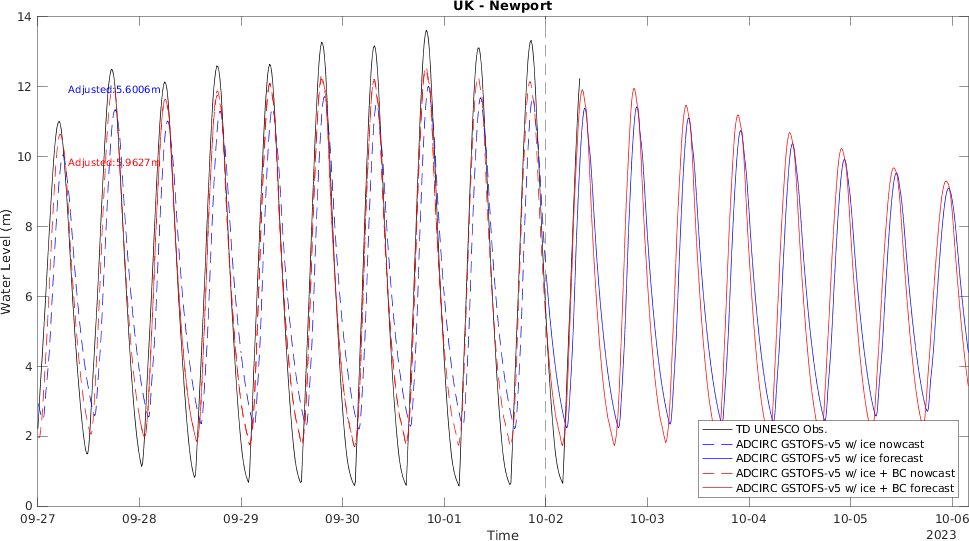 UK - Newport
14
12
10
8
6
4
2
0
Water Level (m)
Adjusted:5.6006m
Adjusted:5.9627m
TD UNESCO Obs.
ADCIRC GSTOFS-v5 w/ ice nowcast
ADCIRC GSTOFS-v5 w/ ice forecast
ADCIRC GSTOFS-v5 w/ ice + BC nowcast
ADCIRC GSTOFS-v5 w/ ice + BC forecast
09-27 09-28 09-29 09-30 10-01 10-02 10-03 10-04 10-05 10-06
Time
2023